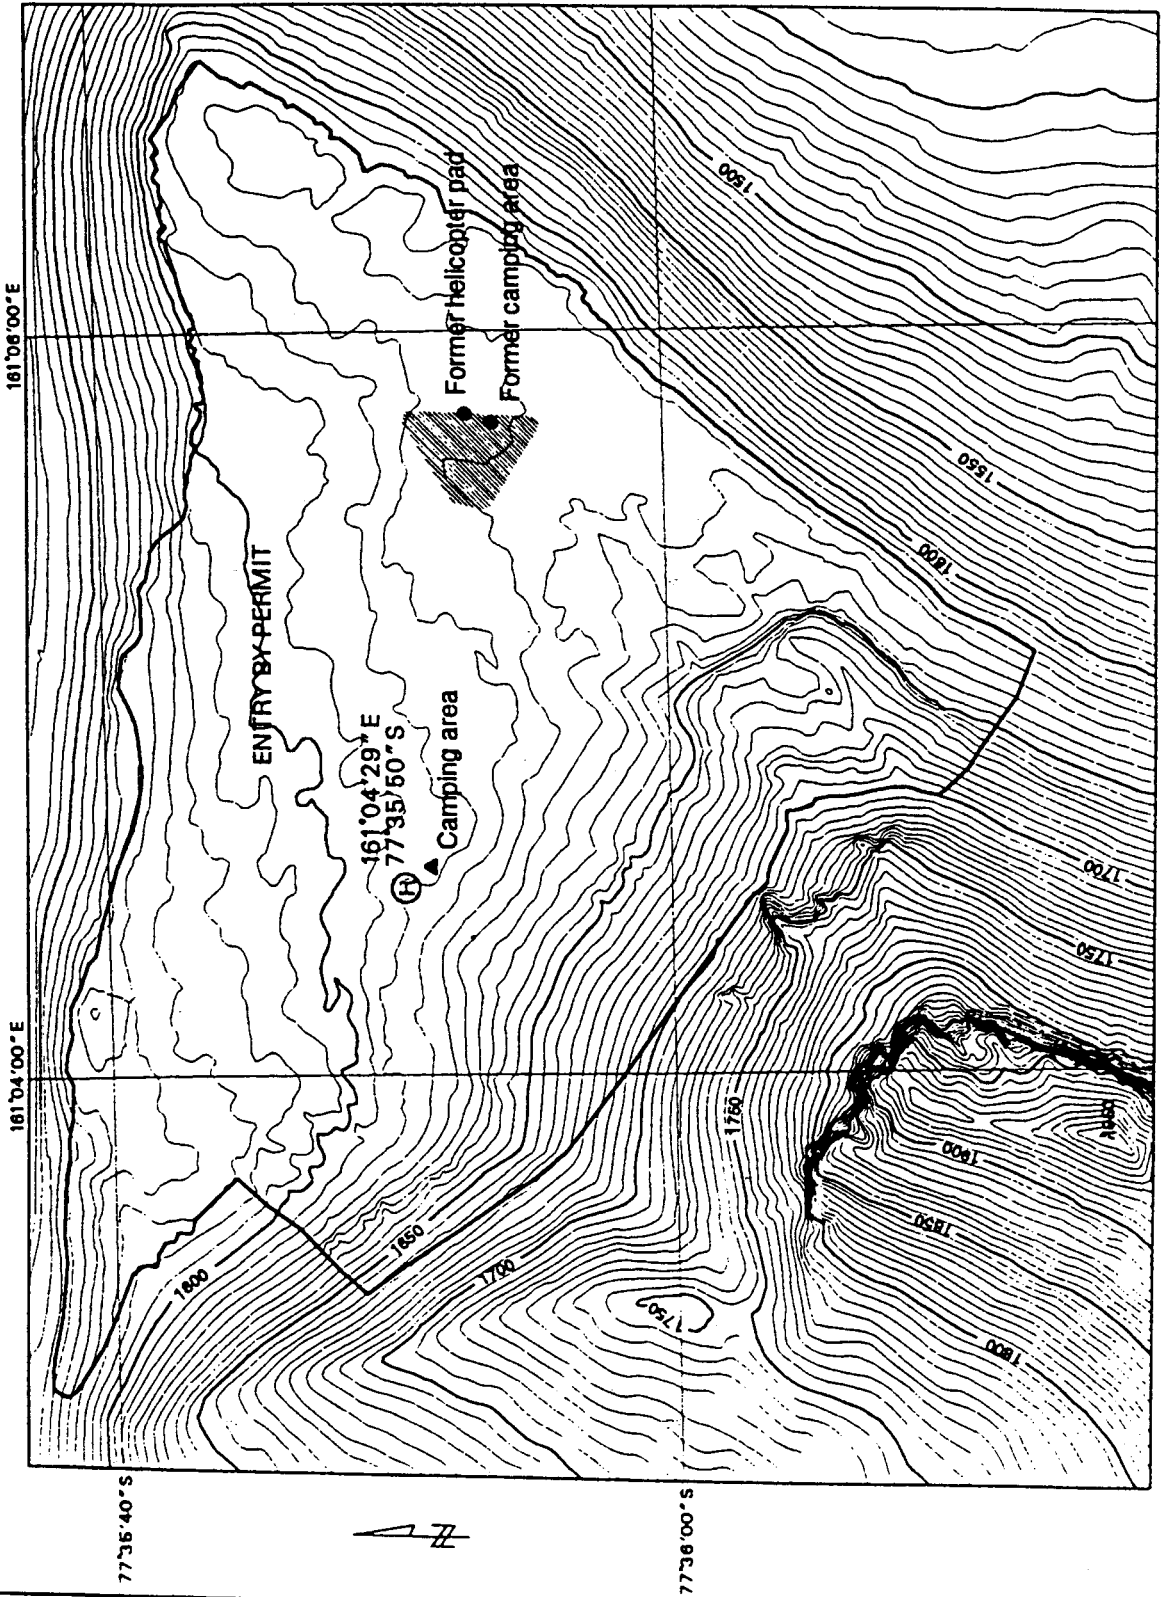 161°06'00"E
161°04'00"E
Former helicopter pad
Former camping area
ENTRY BY PERMIT
161°04'29"E
77°35'50"S
Camping area
H
1500
1550
1600
1700
1750
1750
1900
1850
1650
1700
1600
1750
1800
77°35'40"S
77°36'00"S